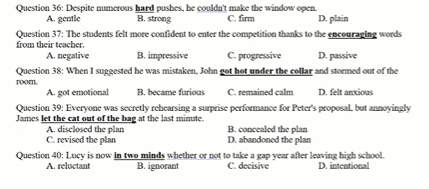 Question 36: Despite numerous hard pushes, he couldn't make the window open.
A. gentle B. strong C. firm D. plain
Question 37: The students felt more confident to enter the competition thanks to the encouraging words
from their teacher.
A. negative B. impressive C. progressive D. passive
Question 38: When I suggested he was mistaken, John got hot under the collar and stormed out of the
room.
A. got emotional B. became furious C. remained calm D. felt anxious
Question 39: Everyone was secretly rehearsing a surprise performance for Peter's proposal, but annoyingly
James let the cat out of the bag at the last minute.
A. disclosed the plan B. concealed the plan
C. revised the plan D. abandoned the plan
Question 40: Lucy is now in two minds whether or not to take a gap year after leaving high school.
A. reluctant B. ignorant C. decisive D. intentional